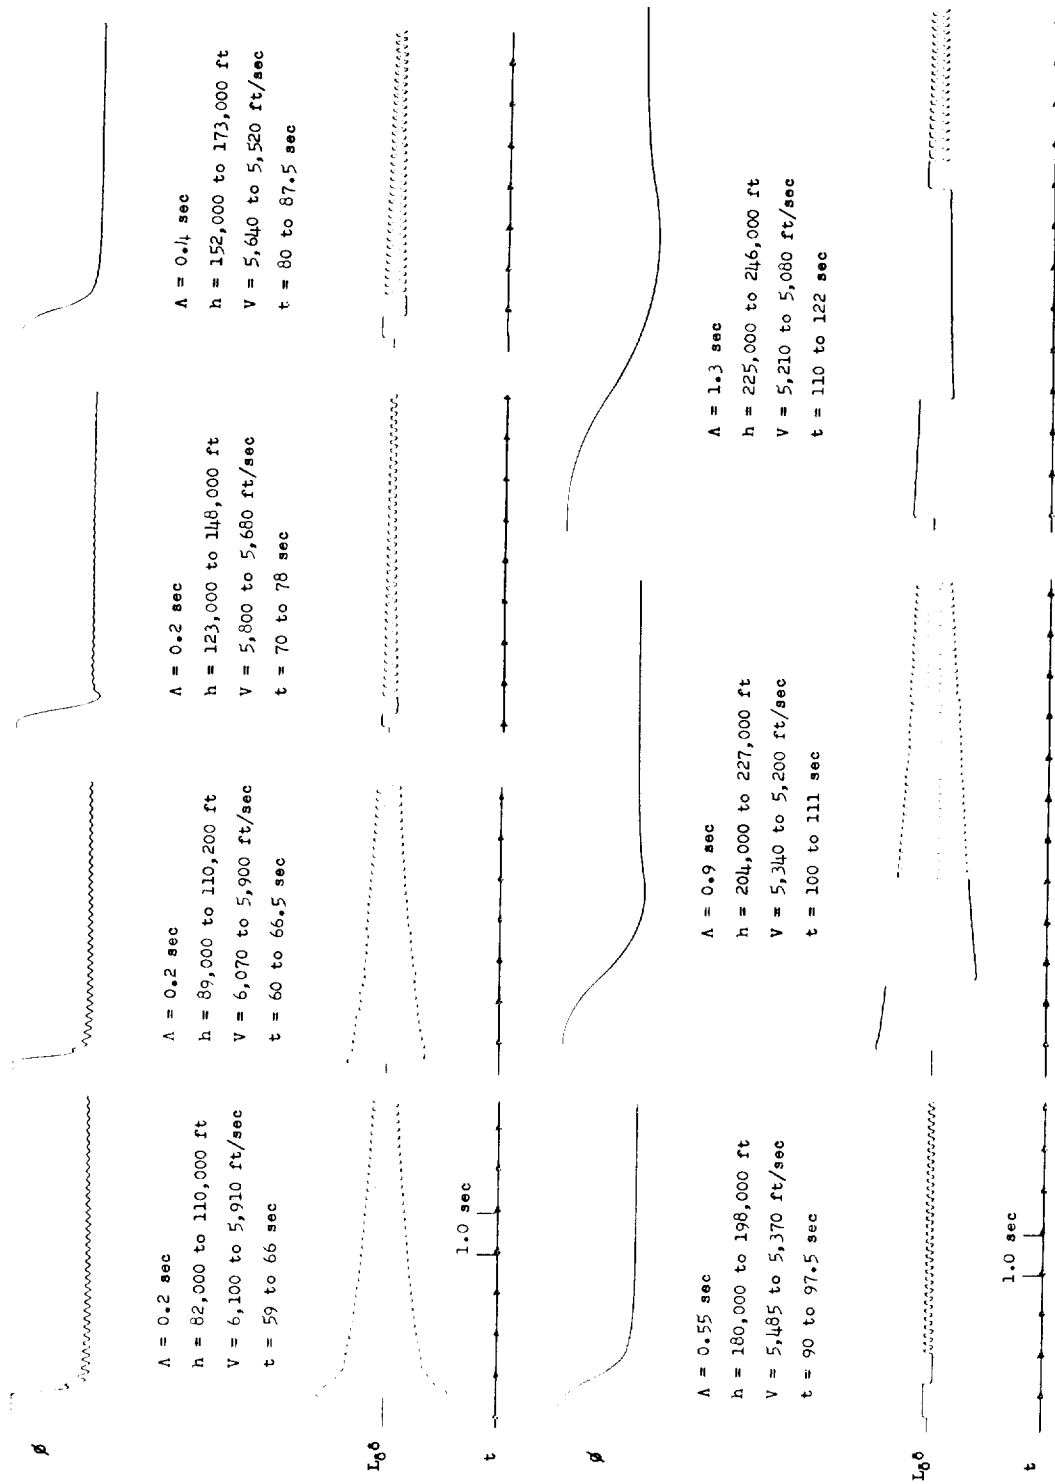 ø
Λ = 0.2 sec
h = 82,000 to 110,000 ft
V = 6,100 to 5,910 ft/sec
t = 59 to 66 sec
Λ = 0.2 sec
h = 89,000 to 110,200 ft
V = 6,070 to 5,900 ft/sec
t = 60 to 66.5 sec
Λ = 0.2 sec
h = 123,000 to 148,000 ft
V = 5,800 to 5,680 ft/sec
t = 70 to 78 sec
Λ = 0.4 sec
h = 152,000 to 173,000 ft
V = 5,640 to 5,520 ft/sec
t = 80 to 87.5 sec
Lδδ
1.0 sec
t
ø
Λ = 0.55 sec
h = 180,000 to 198,000 ft
V = 5,485 to 5,370 ft/sec
t = 90 to 97.5 sec
Λ = 0.9 sec
h = 204,000 to 227,000 ft
V = 5,340 to 5,200 ft/sec
t = 100 to 111 sec
Λ = 1.3 sec
h = 225,000 to 246,000 ft
V = 5,210 to 5,080 ft/sec
t = 110 to 122 sec
Lδδ
1.0 sec
t